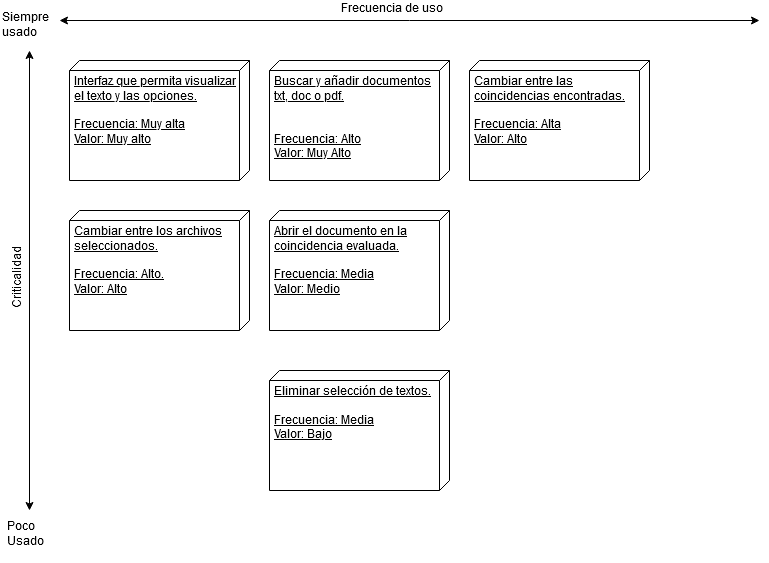 Frecuencia de uso
Siempre
usado
Interfaz que permita visualizar
el texto y las opciones.
Frecuencia: Muy alta
Valor: Muy alto
Buscar y añadir documentos
txt, doc o pdf.
Frecuencia: Alto
Valor: Muy Alto
Cambiar entre las
coincidencias encontradas.
Frecuencia: Alta
Valor: Alto
Criticalidad
Cambiar entre los archivos
seleccionados.
Frecuencia: Alto.
Valor: Alto
Abrir el documento en la
coincidencia evaluada.
Frecuencia: Media
Valor: Medio
Eliminar selección de textos.
Frecuencia: Media
Valor: Bajo
Poco
Usado